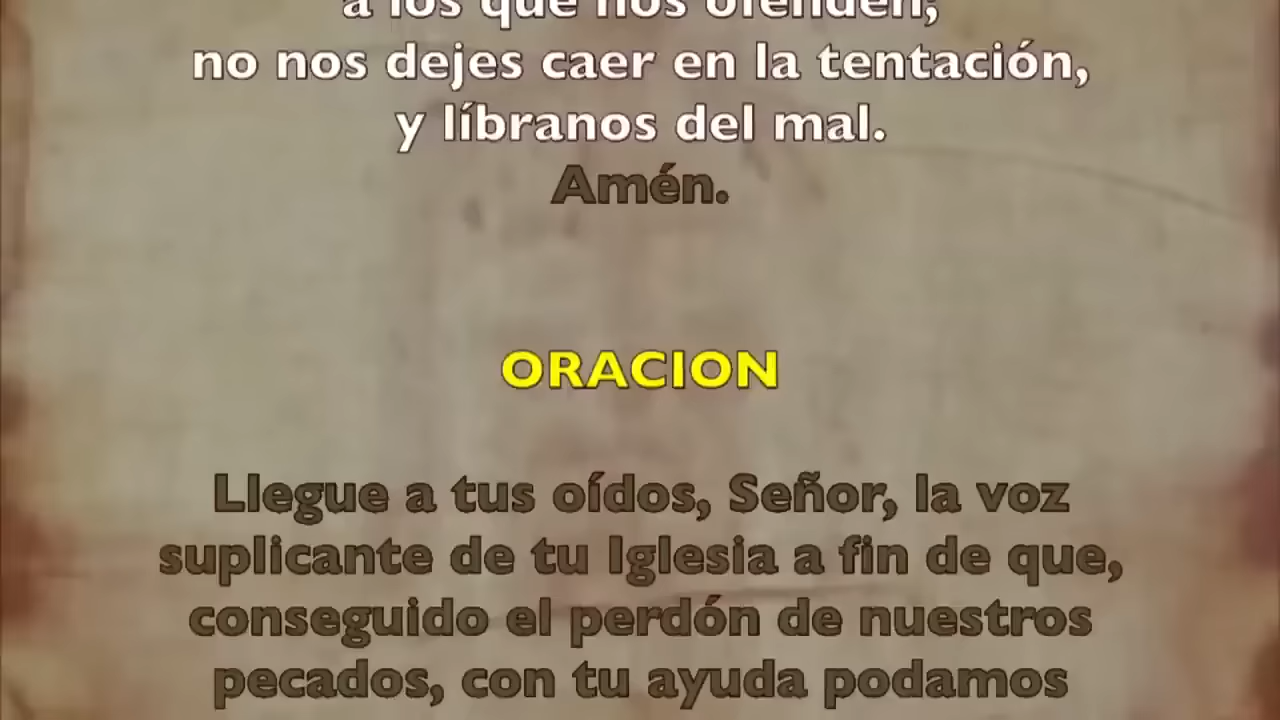 a los que nos ofenden;
no nos dejes caer en la tentación,
y líbranos del mal.
Amén.
ORACION
Llegue a tus oídos, Señor, la voz
suplicante de tu Iglesia a fin de que,
conseguido el perdón de nuestros
pecados, con tu ayuda podamos